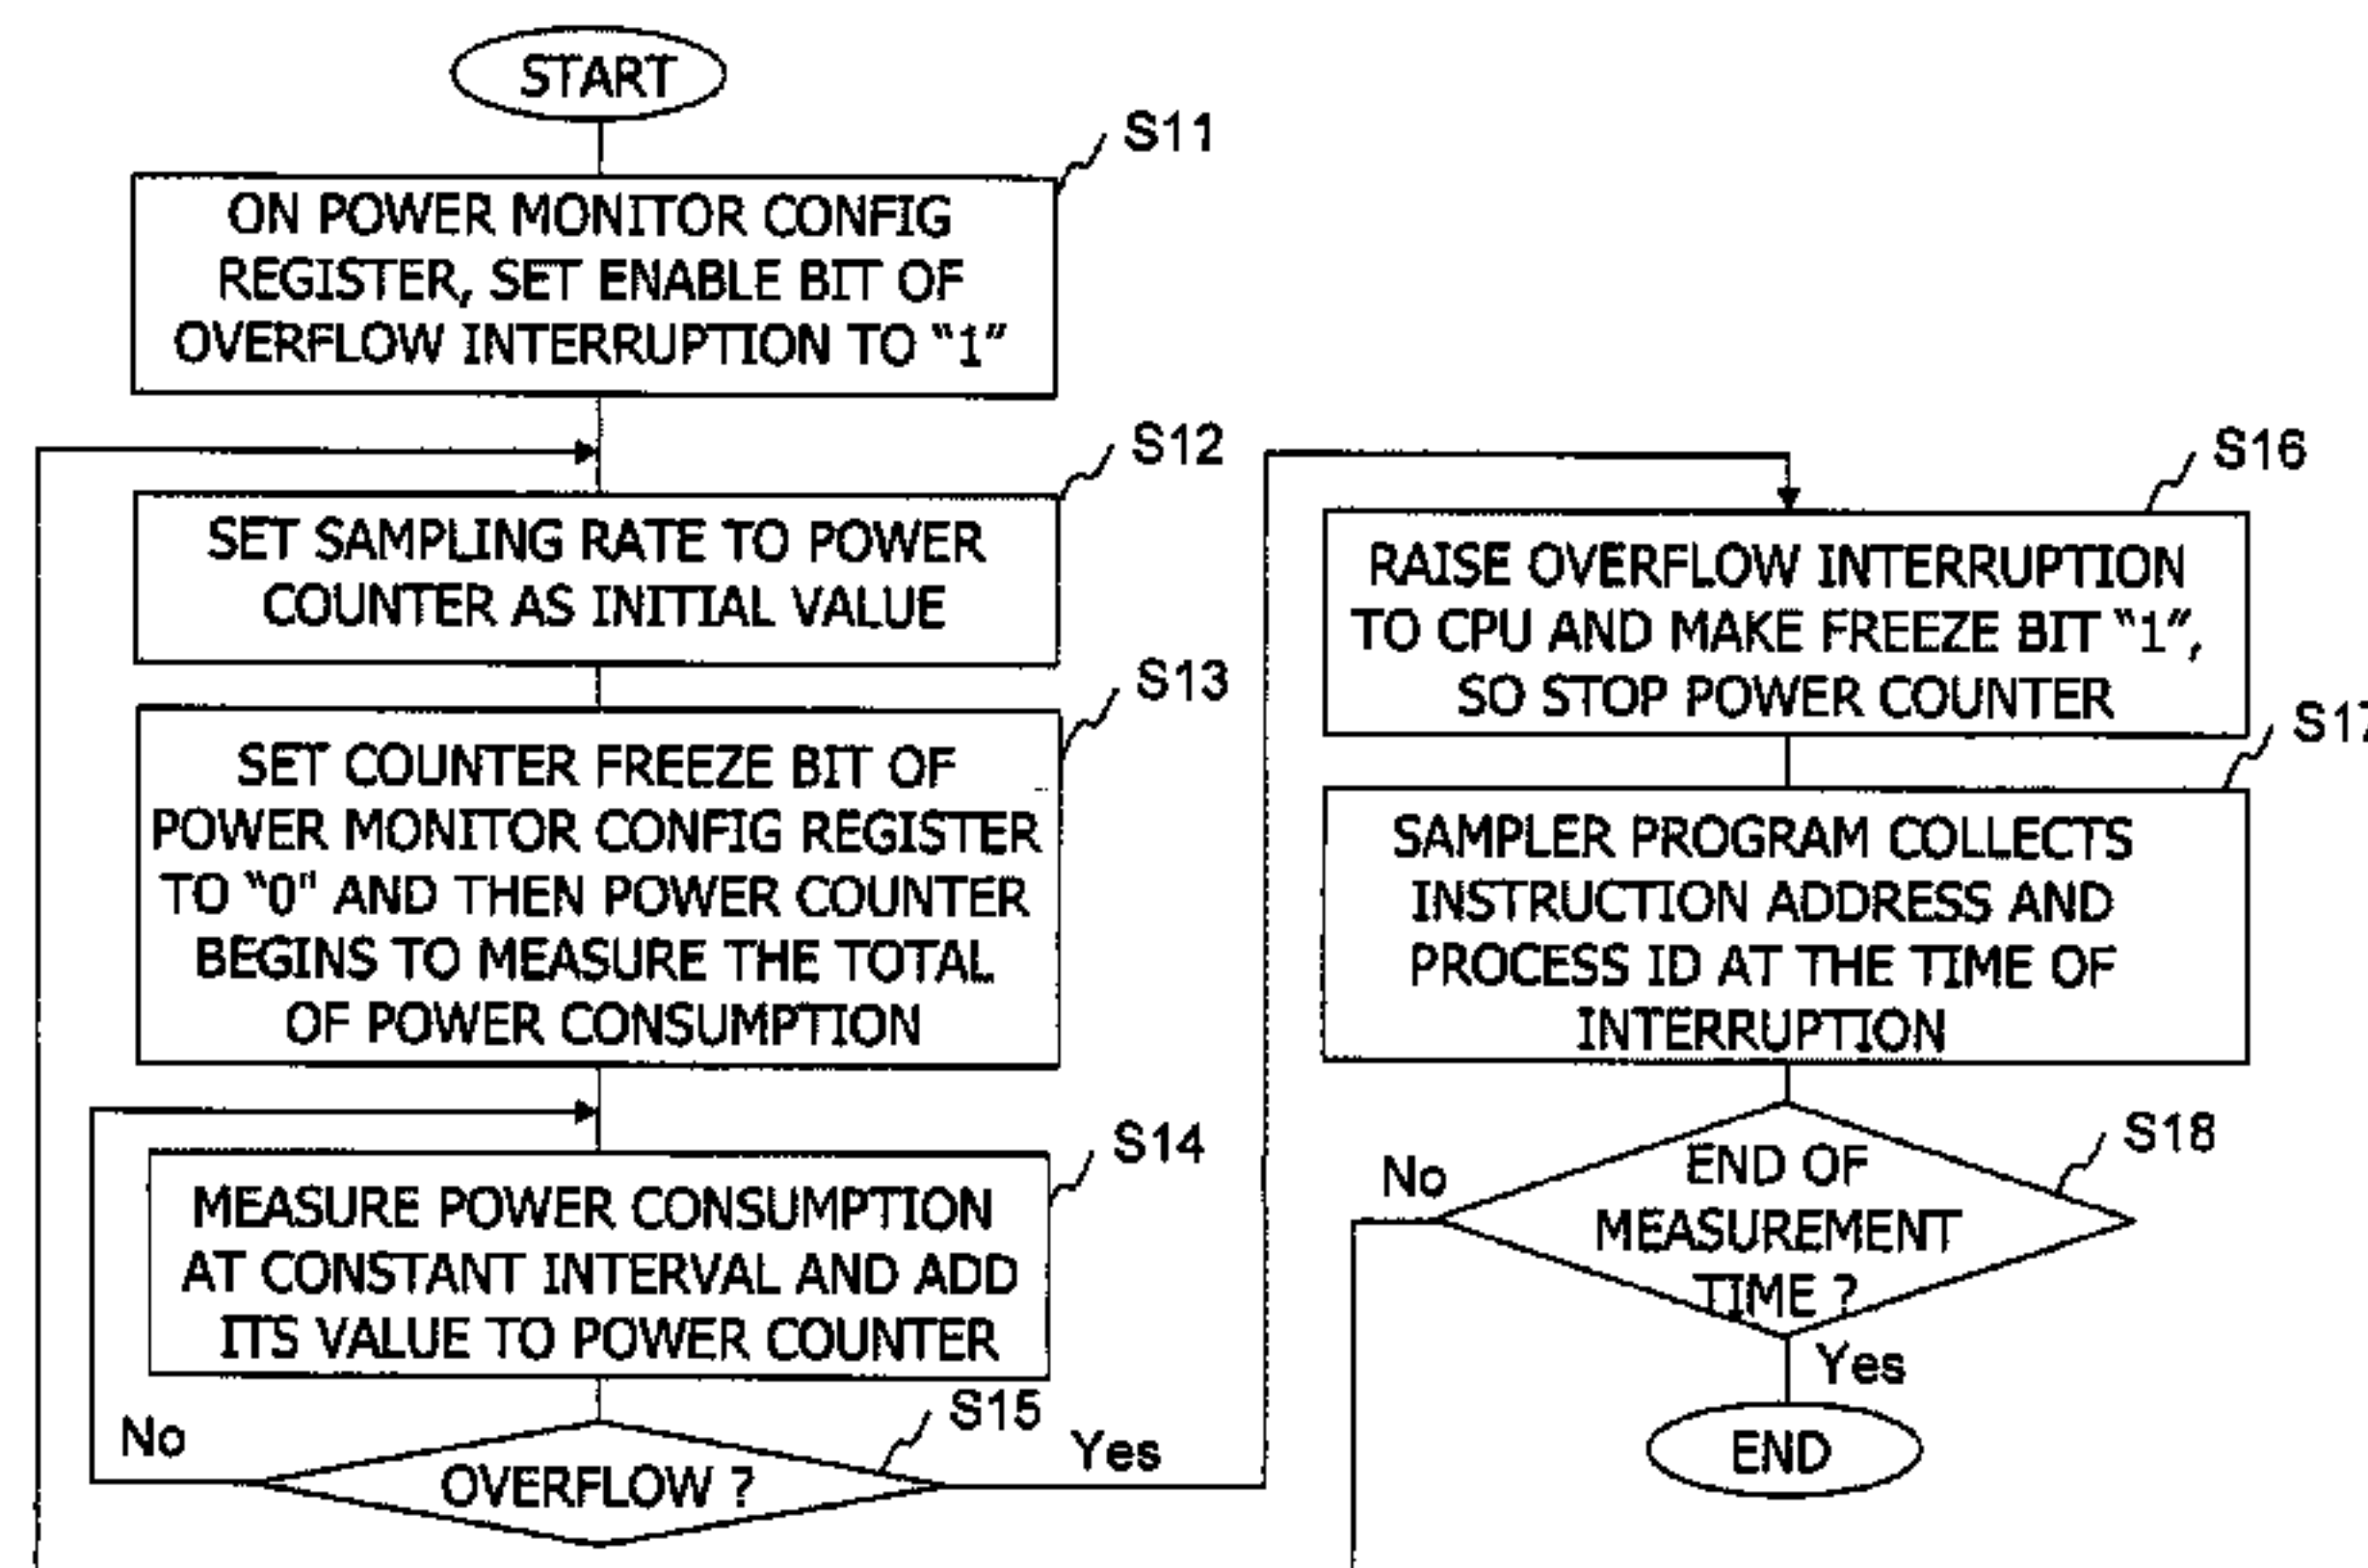 START
S11
ON POWER MONITOR CONFIG
REGISTER, SET ENABLE BIT OF
OVERFLOW INTERRUPTION TO “1”
S12
SET SAMPLING RATE TO POWER
COUNTER AS INITIAL VALUE
S13
SET COUNTER FREEZE BIT OF
POWER MONITOR CONFIG REGISTER
TO “0" AND THEN POWER COUNTER
BEGINS TO MEASURE THE TOTAL
OF POWER CONSUMPTION
S14
MEASURE POWER CONSUMPTION
AT CONSTANT INTERVAL AND ADD
ITS VALUE TO POWER COUNTER
S15
No
OVERFLOW ?
Yes
S16
RAISE OVERFLOW INTERRUPTION
TO CPU AND MAKE FREEZE BIT “1”,
SO STOP POWER COUNTER
S17
SAMPLER PROGRAM COLLECTS
INSTRUCTION ADDRESS AND
PROCESS ID AT THE TIME OF
INTERRUPTION
S18
No
END OF
MEASUREMENT
TIME ?
Yes
END